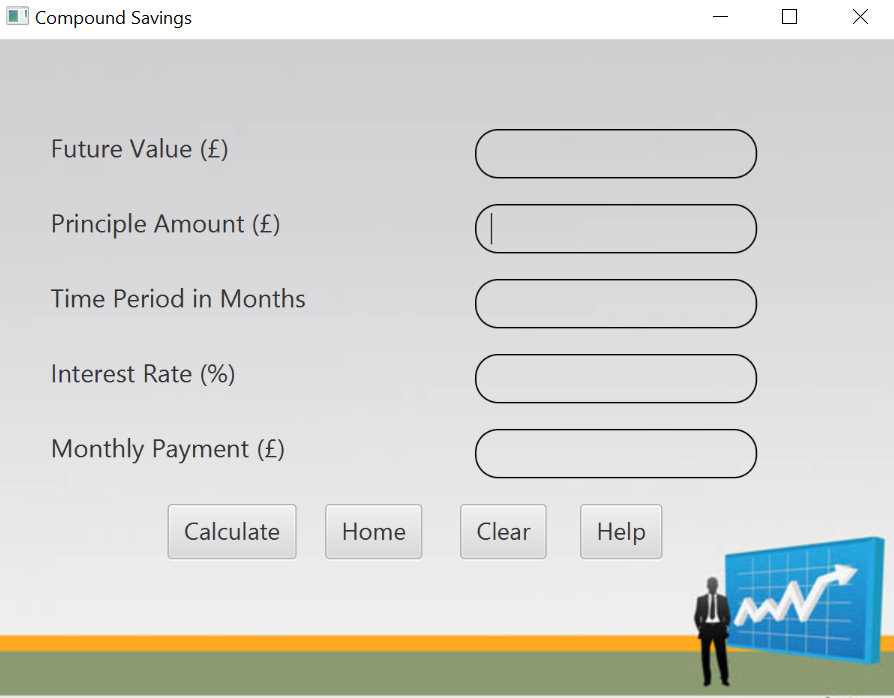 Compound Savings
Future Value (£)
Principle Amount (£)
Time Period in Months
Interest Rate (%)
Monthly Payment (£)
Calculate Home Clear Help